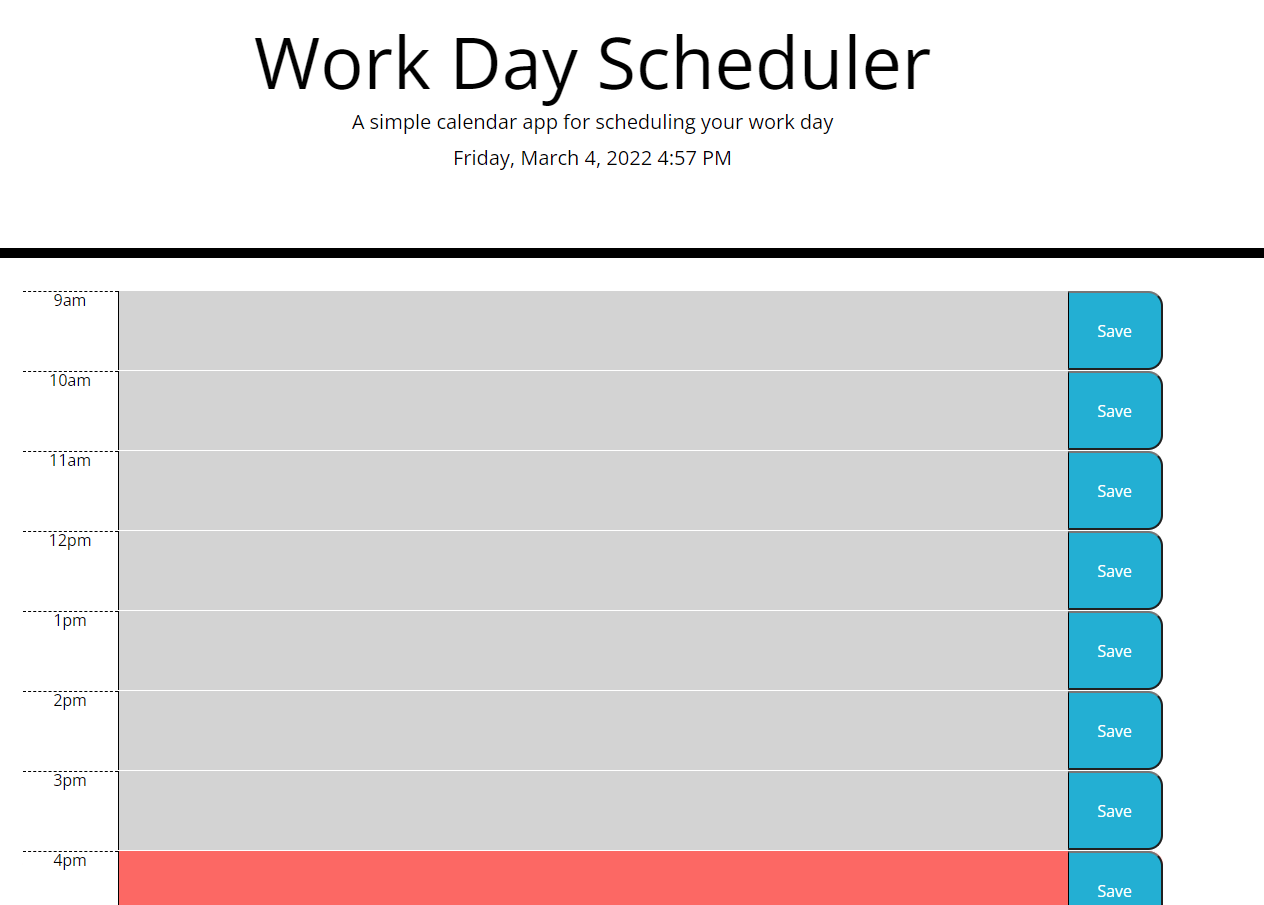 Work Day Scheduler
A simple calendar app for scheduling your work day
Friday, March 4, 2022 4:57 PM
9am
Save
10am
Save
11am
Save
12pm
Save
1pm
Save
2pm
Save
3pm
Save
4pm
Save